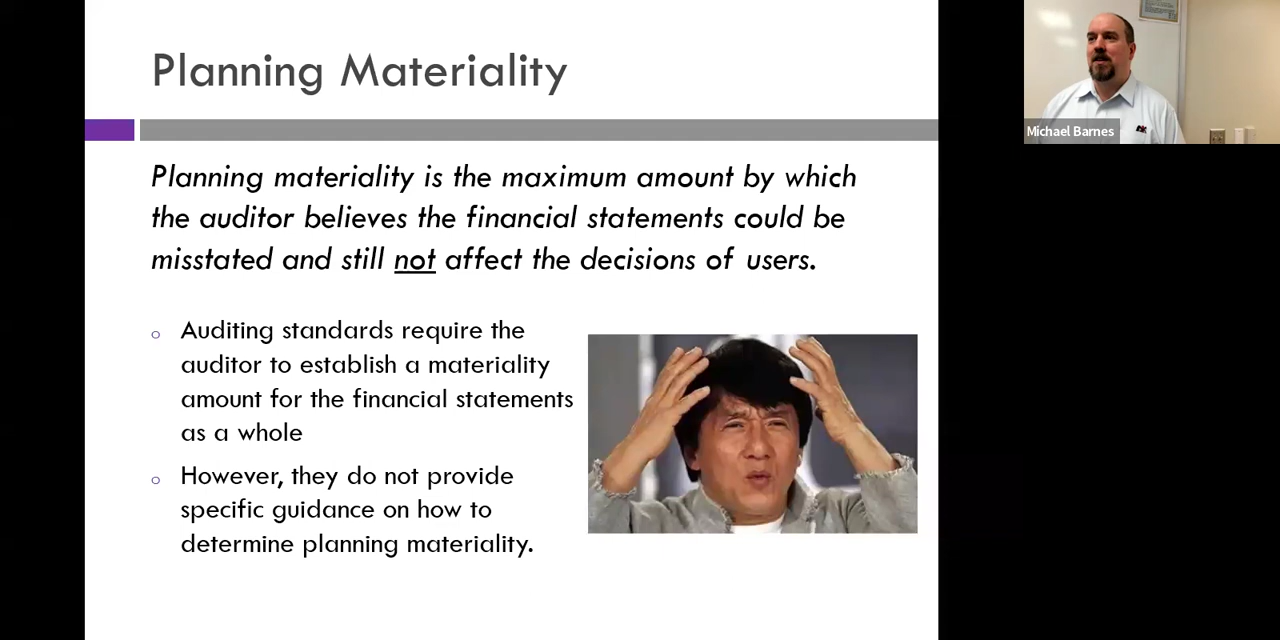 Planning Materiality
Planning materiality is the maximum amount by which
the auditor believes the financial statements could be
misstated and still not affect the decisions of users.
o Auditing standards require the
auditor to establish a materiality
amount for the financial statements
as a whole
o However, they do not provide
specific guidance on how to
determine planning materiality.
Michael Barnes